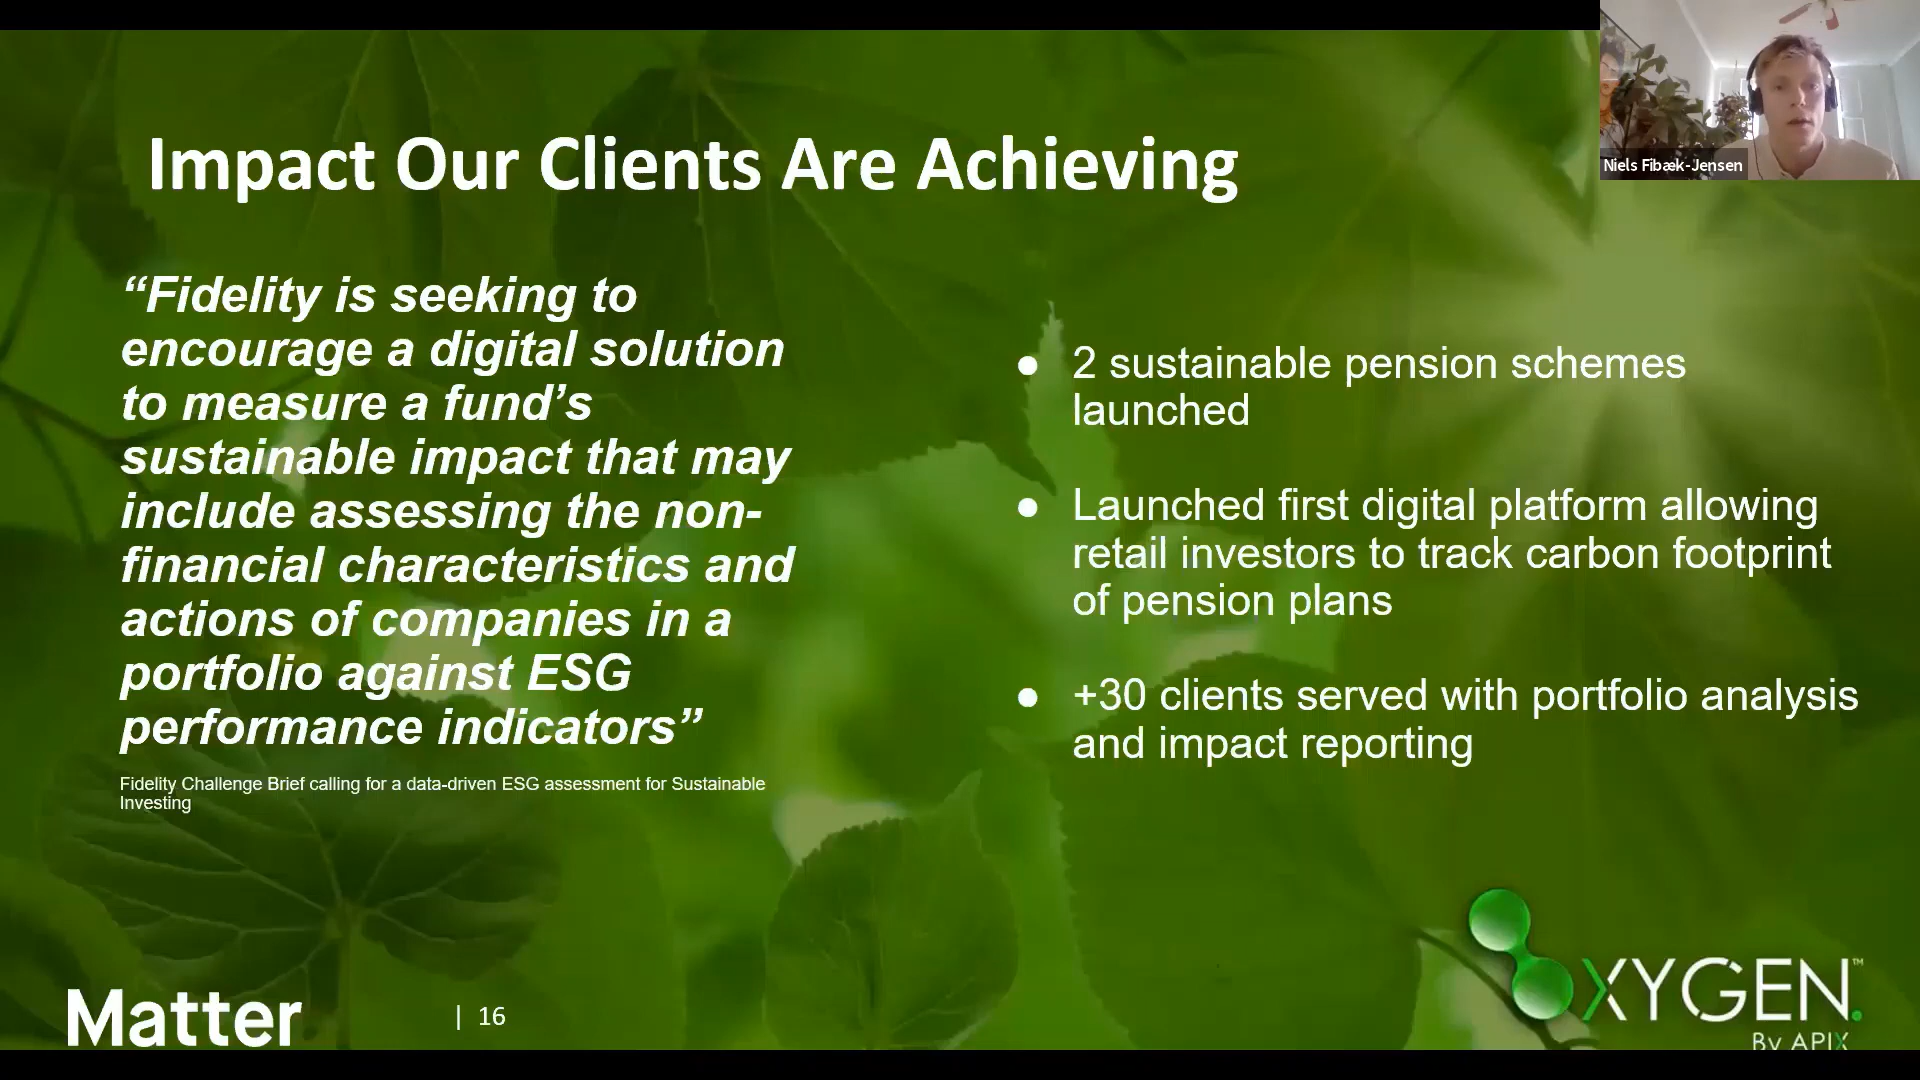 Impact Our Clients Are Achieving
Niels Fibæk-Jensen
“Fidelity is seeking to
encourage a digital solution
to measure a fund’s
sustainable impact that may
include assessing the non-
financial characteristics and
actions of companies in a
portfolio against ESG
performance indicators”
Fidelity Challenge Brief calling for a data-driven ESG assessment for Sustainable
Investing
● 2 sustainable pension schemes
launched
● Launched first digital platform allowing
retail investors to track carbon footprint
of pension plans
● +30 clients served with portfolio analysis
and impact reporting
Matter
| 16
OXYGEN.™
By APIX